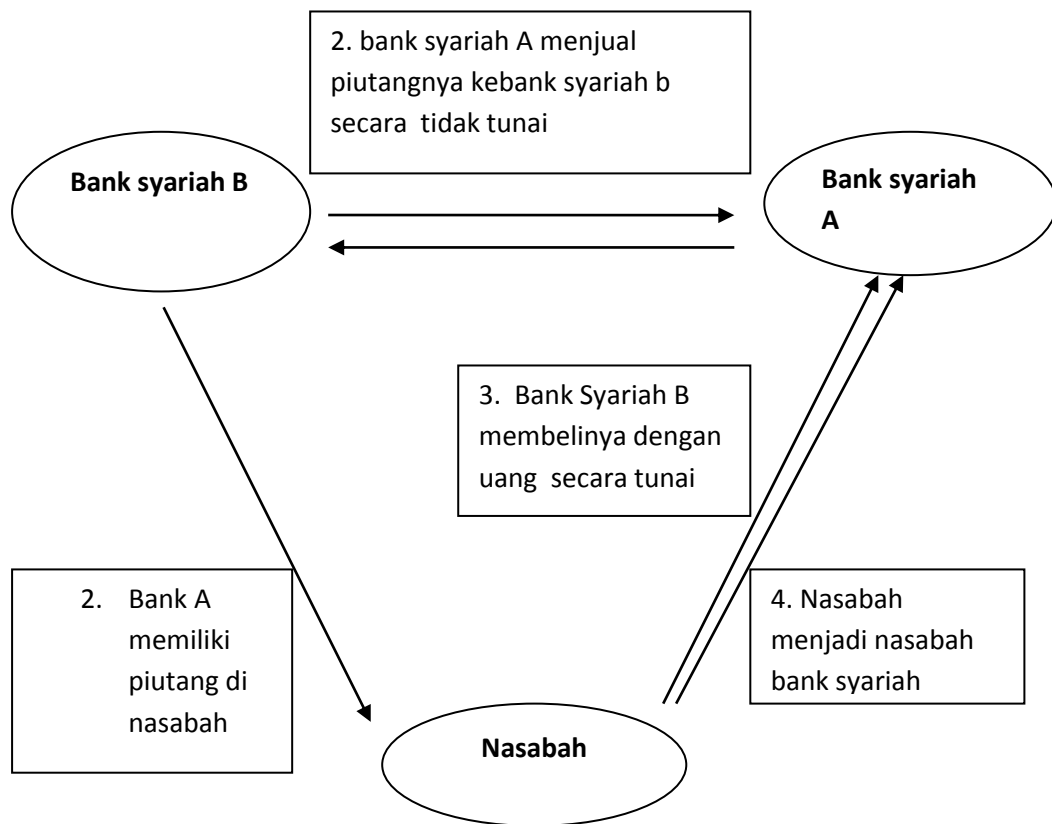 2. bank syariah A menjual
piutangnya kebank syariah b
secara tidak tunai
Bank syariah B
Bank syariah
A
3. Bank Syariah B
membelinya dengan
uang secara tunai
2. Bank A
memiliki
piutang di
nasabah
4. Nasabah
menjadi nasabah
bank syariah
Nasabah